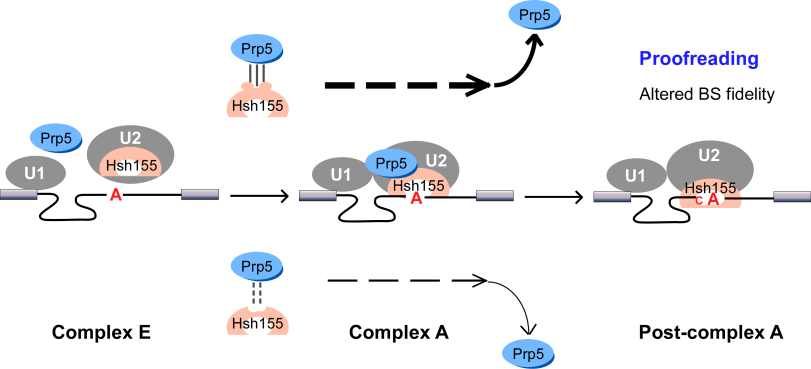 Prp5
Prp5
Hsh155
Proofreading
Altered BS fidelity
Prp5
U2
Hsh155
U1
A
U1
Prp5
U2
Hsh155
A
U1
U2
Hsh155
c A
Prp5
Hsh155
Prp5
Complex E
Complex A
Post-complex A